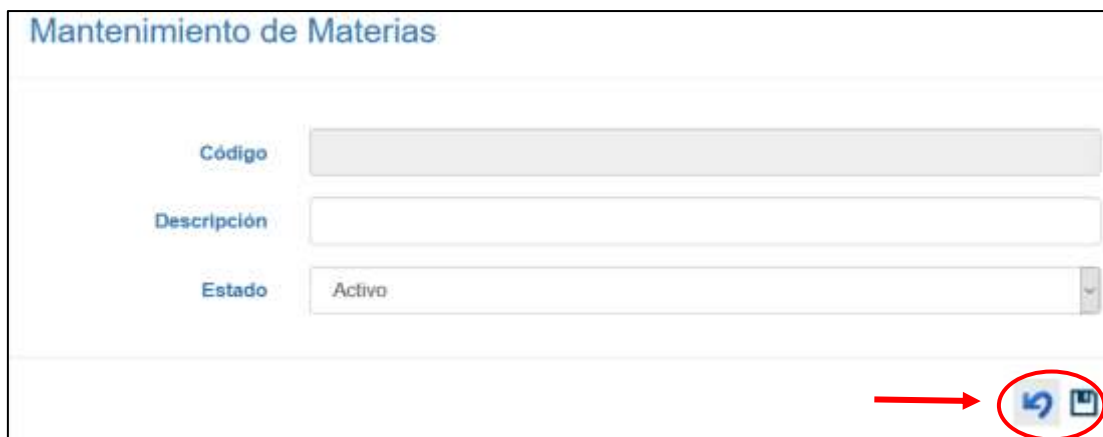 Mantenimiento de Materias
Código
Descripción
Estado
Activo